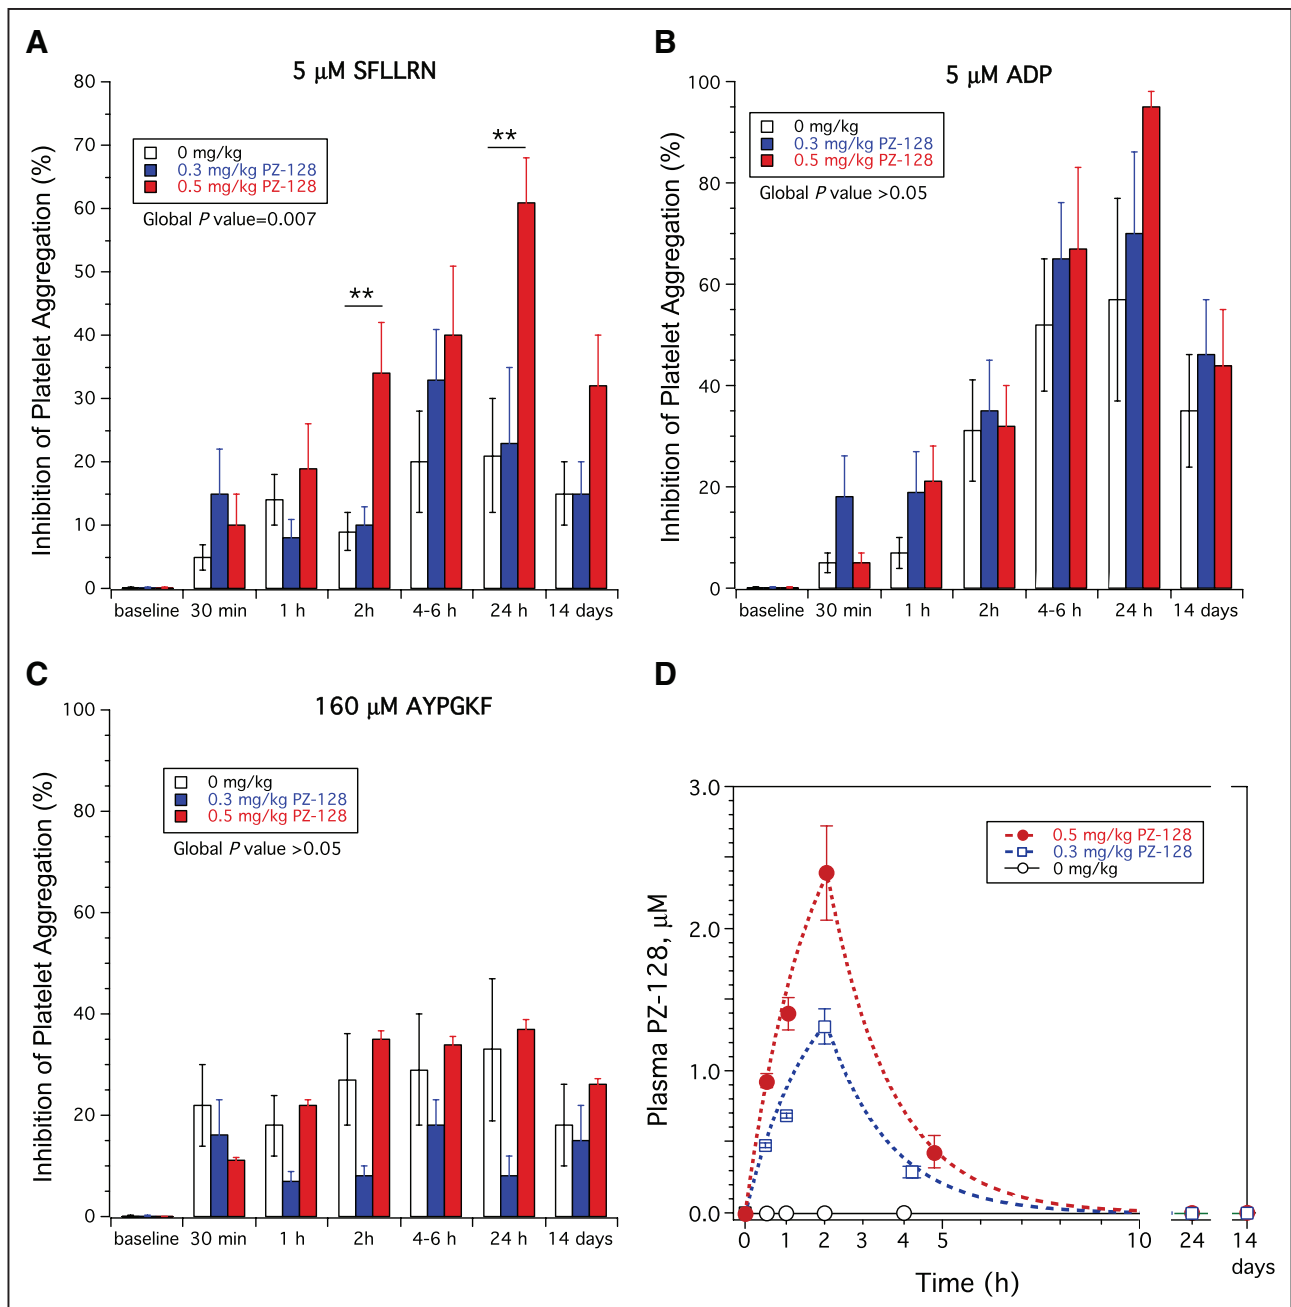 A
5 μM SFLLRN
80
70
60
50
40
30
20
10
0
Inhibition of Platelet Aggregation (%)
0 mg/kg
0.3 mg/kg PZ-128
0.5 mg/kg PZ-128
Global P value=0.007
**
**
baseline 30 min 1 h 2h 4-6 h 24 h 14 days
B
5 μM ADP
100
80
60
40
20
0
Inhibition of Platelet Aggregation (%)
0 mg/kg
0.3 mg/kg PZ-128
0.5 mg/kg PZ-128
Global P value >0.05
baseline 30 min 1 h 2h 4-6 h 24 h 14 days
C
160 μM AYPGKF
100
80
60
40
20
0
Inhibition of Platelet Aggregation (%)
0 mg/kg
0.3 mg/kg PZ-128
0.5 mg/kg PZ-128
Global P value >0.05
baseline 30 min 1 h 2h 4-6 h 24 h 14 days
D
3.0
2.0
1.0
0.0
Plasma PZ-128, μM
0.5 mg/kg PZ-128
0.3 mg/kg PZ-128
0 mg/kg
0 1 2 3 4 5 10 24 14
days
Time (h)